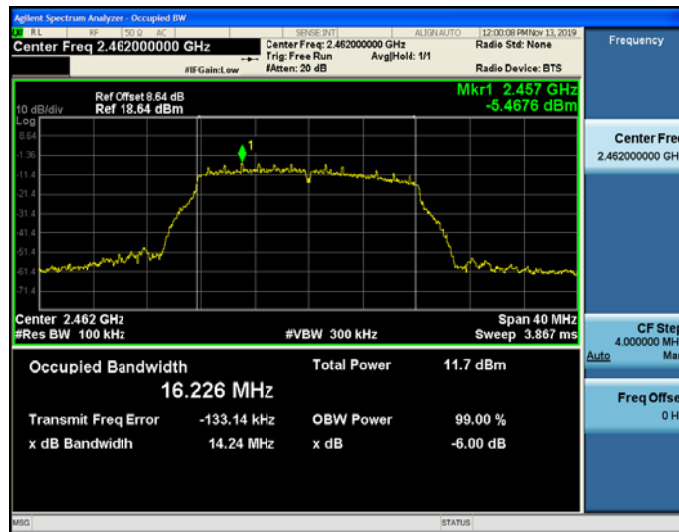 Agilent Spectrum Analyzer - Occupied BW
RL RF 50 Ω AC SENSE:INT ALIGN AUTO 12:00:08 PM Nov 13, 2019
Center Freq 2.462000000 GHz
Center Freq: 2.462000000 GHz
Radio Std: None
Trig: Free Run Avg|Hold: 1/1
#IFGain:Low #Atten: 20 dB Radio Device: BTS
Frequency
Mkr1 2.457 GHz
-5.4676 dBm
Ref Offset 8.64 dB
10 dB/div Ref 18.64 dBm
Log
8.64
-1.36
-11.4
-21.4
-31.4
-41.4
-51.4
-61.4
-71.4
1
Center 2.462 GHz Span 40 MHz
#Res BW 100 kHz #VBW 300 kHz Sweep 3.867 ms
Occupied Bandwidth Total Power 11.7 dBm
16.226 MHz
Transmit Freq Error -133.14 kHz OBW Power 99.00 %
x dB Bandwidth 14.24 MHz x dB -6.00 dB
Center Fre
2.462000000 GH
CF Step
4.000000 MH
Auto Ma
Freq Offse
0 H
MSG STATUS